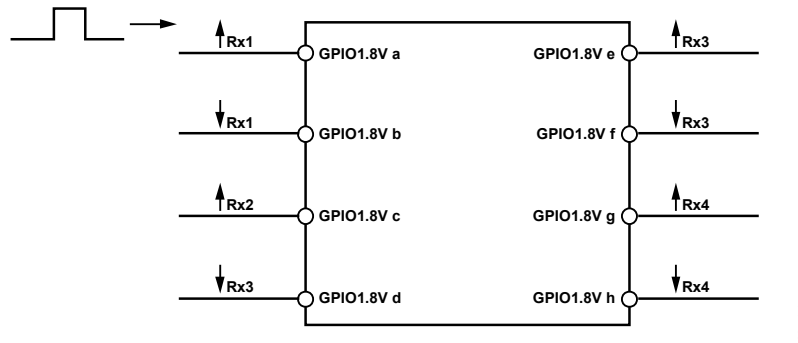 Rx1
GPIO1.8V a
Rx1
GPIO1.8V b
Rx2
GPIO1.8V c
Rx3
GPIO1.8V d
GPIO1.8V e
Rx3
GPIO1.8V f
Rx3
GPIO1.8V g
Rx4
GPIO1.8V h
Rx4